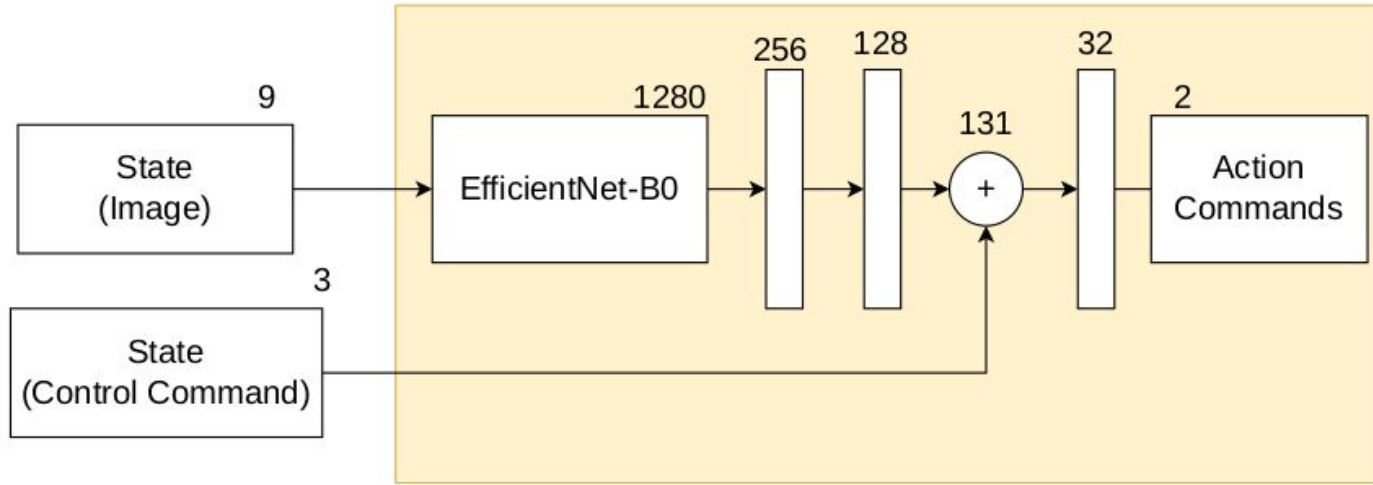 9
State
(Image)
3
State
(Control Command)
1280
EfficientNet-B0
256
128
131
+
32
2
Action
Commands